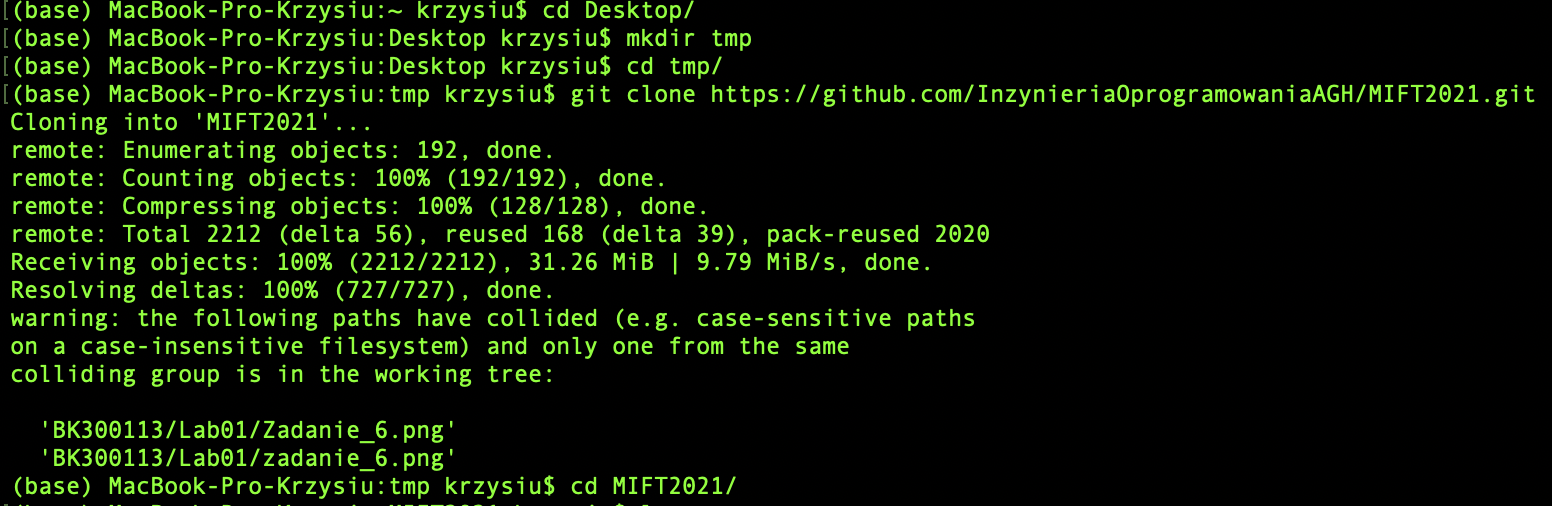 [(base) MacBook-Pro-Krzysiu:~ krzysiu$ cd Desktop/
[(base) MacBook-Pro-Krzysiu:Desktop krzysiu$ mkdir tmp
[(base) MacBook-Pro-Krzysiu:Desktop krzysiu$ cd tmp/
[(base) MacBook-Pro-Krzysiu:tmp krzysiu$ git clone https://github.com/InzynieriaOprogramowaniaAGH/MIFT2021.git
Cloning into 'MIFT2021'...
remote: Enumerating objects: 192, done.
remote: Counting objects: 100% (192/192), done.
remote: Compressing objects: 100% (128/128), done.
remote: Total 2212 (delta 56), reused 168 (delta 39), pack-reused 2020
Receiving objects: 100% (2212/2212), 31.26 MiB | 9.79 MiB/s, done.
Resolving deltas: 100% (727/727), done.
warning: the following paths have collided (e.g. case-sensitive paths
on a case-insensitive filesystem) and only one from the same
colliding group is in the working tree:
'BK300113/Lab01/Zadanie_6.png'
'BK300113/Lab01/zadanie_6.png'
(base) MacBook-Pro-Krzysiu:tmp krzysiu$ cd MIFT2021/